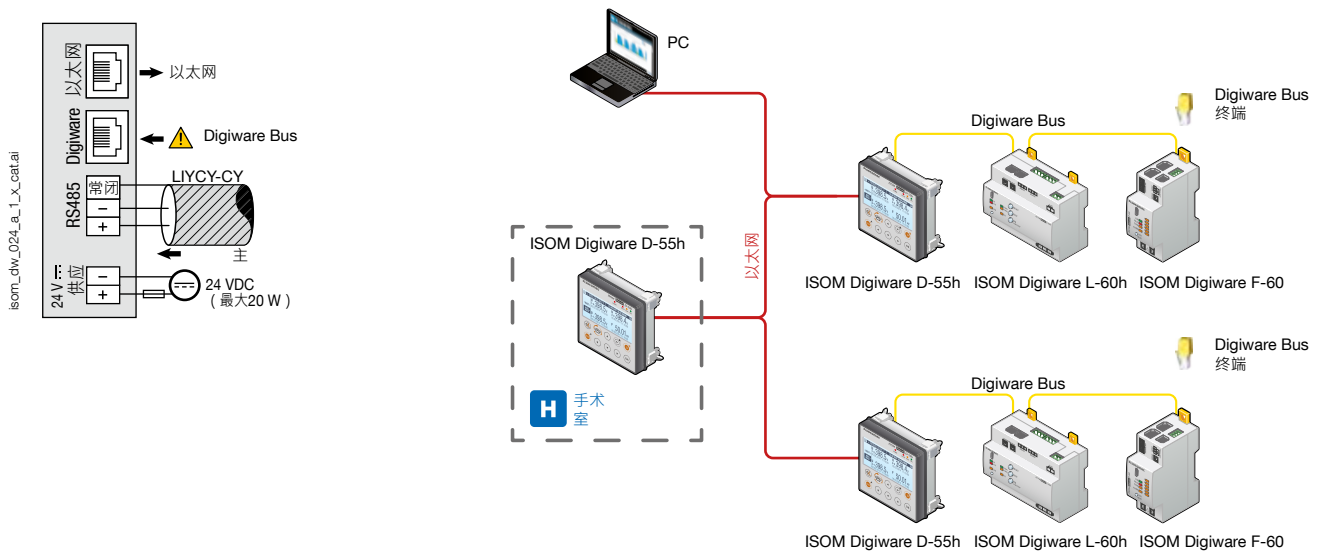 isom_dw_024_a_1_x_cat.ai
以太网
以太网
Digiware
Digiware Bus
LIYCY-CY
RS485
常闭
–
+
主
24 V
供应
–
+
24 VDC
(最大20 W)
PC
以太网
ISOM Digiware D-55h
H
手术
室
Digiware Bus
终端
Digiware Bus
ISOM Digiware D-55h
ISOM Digiware L-60h
ISOM Digiware F-60
Digiware Bus
终端
Digiware Bus
ISOM Digiware D-55h
ISOM Digiware L-60h
ISOM Digiware F-60